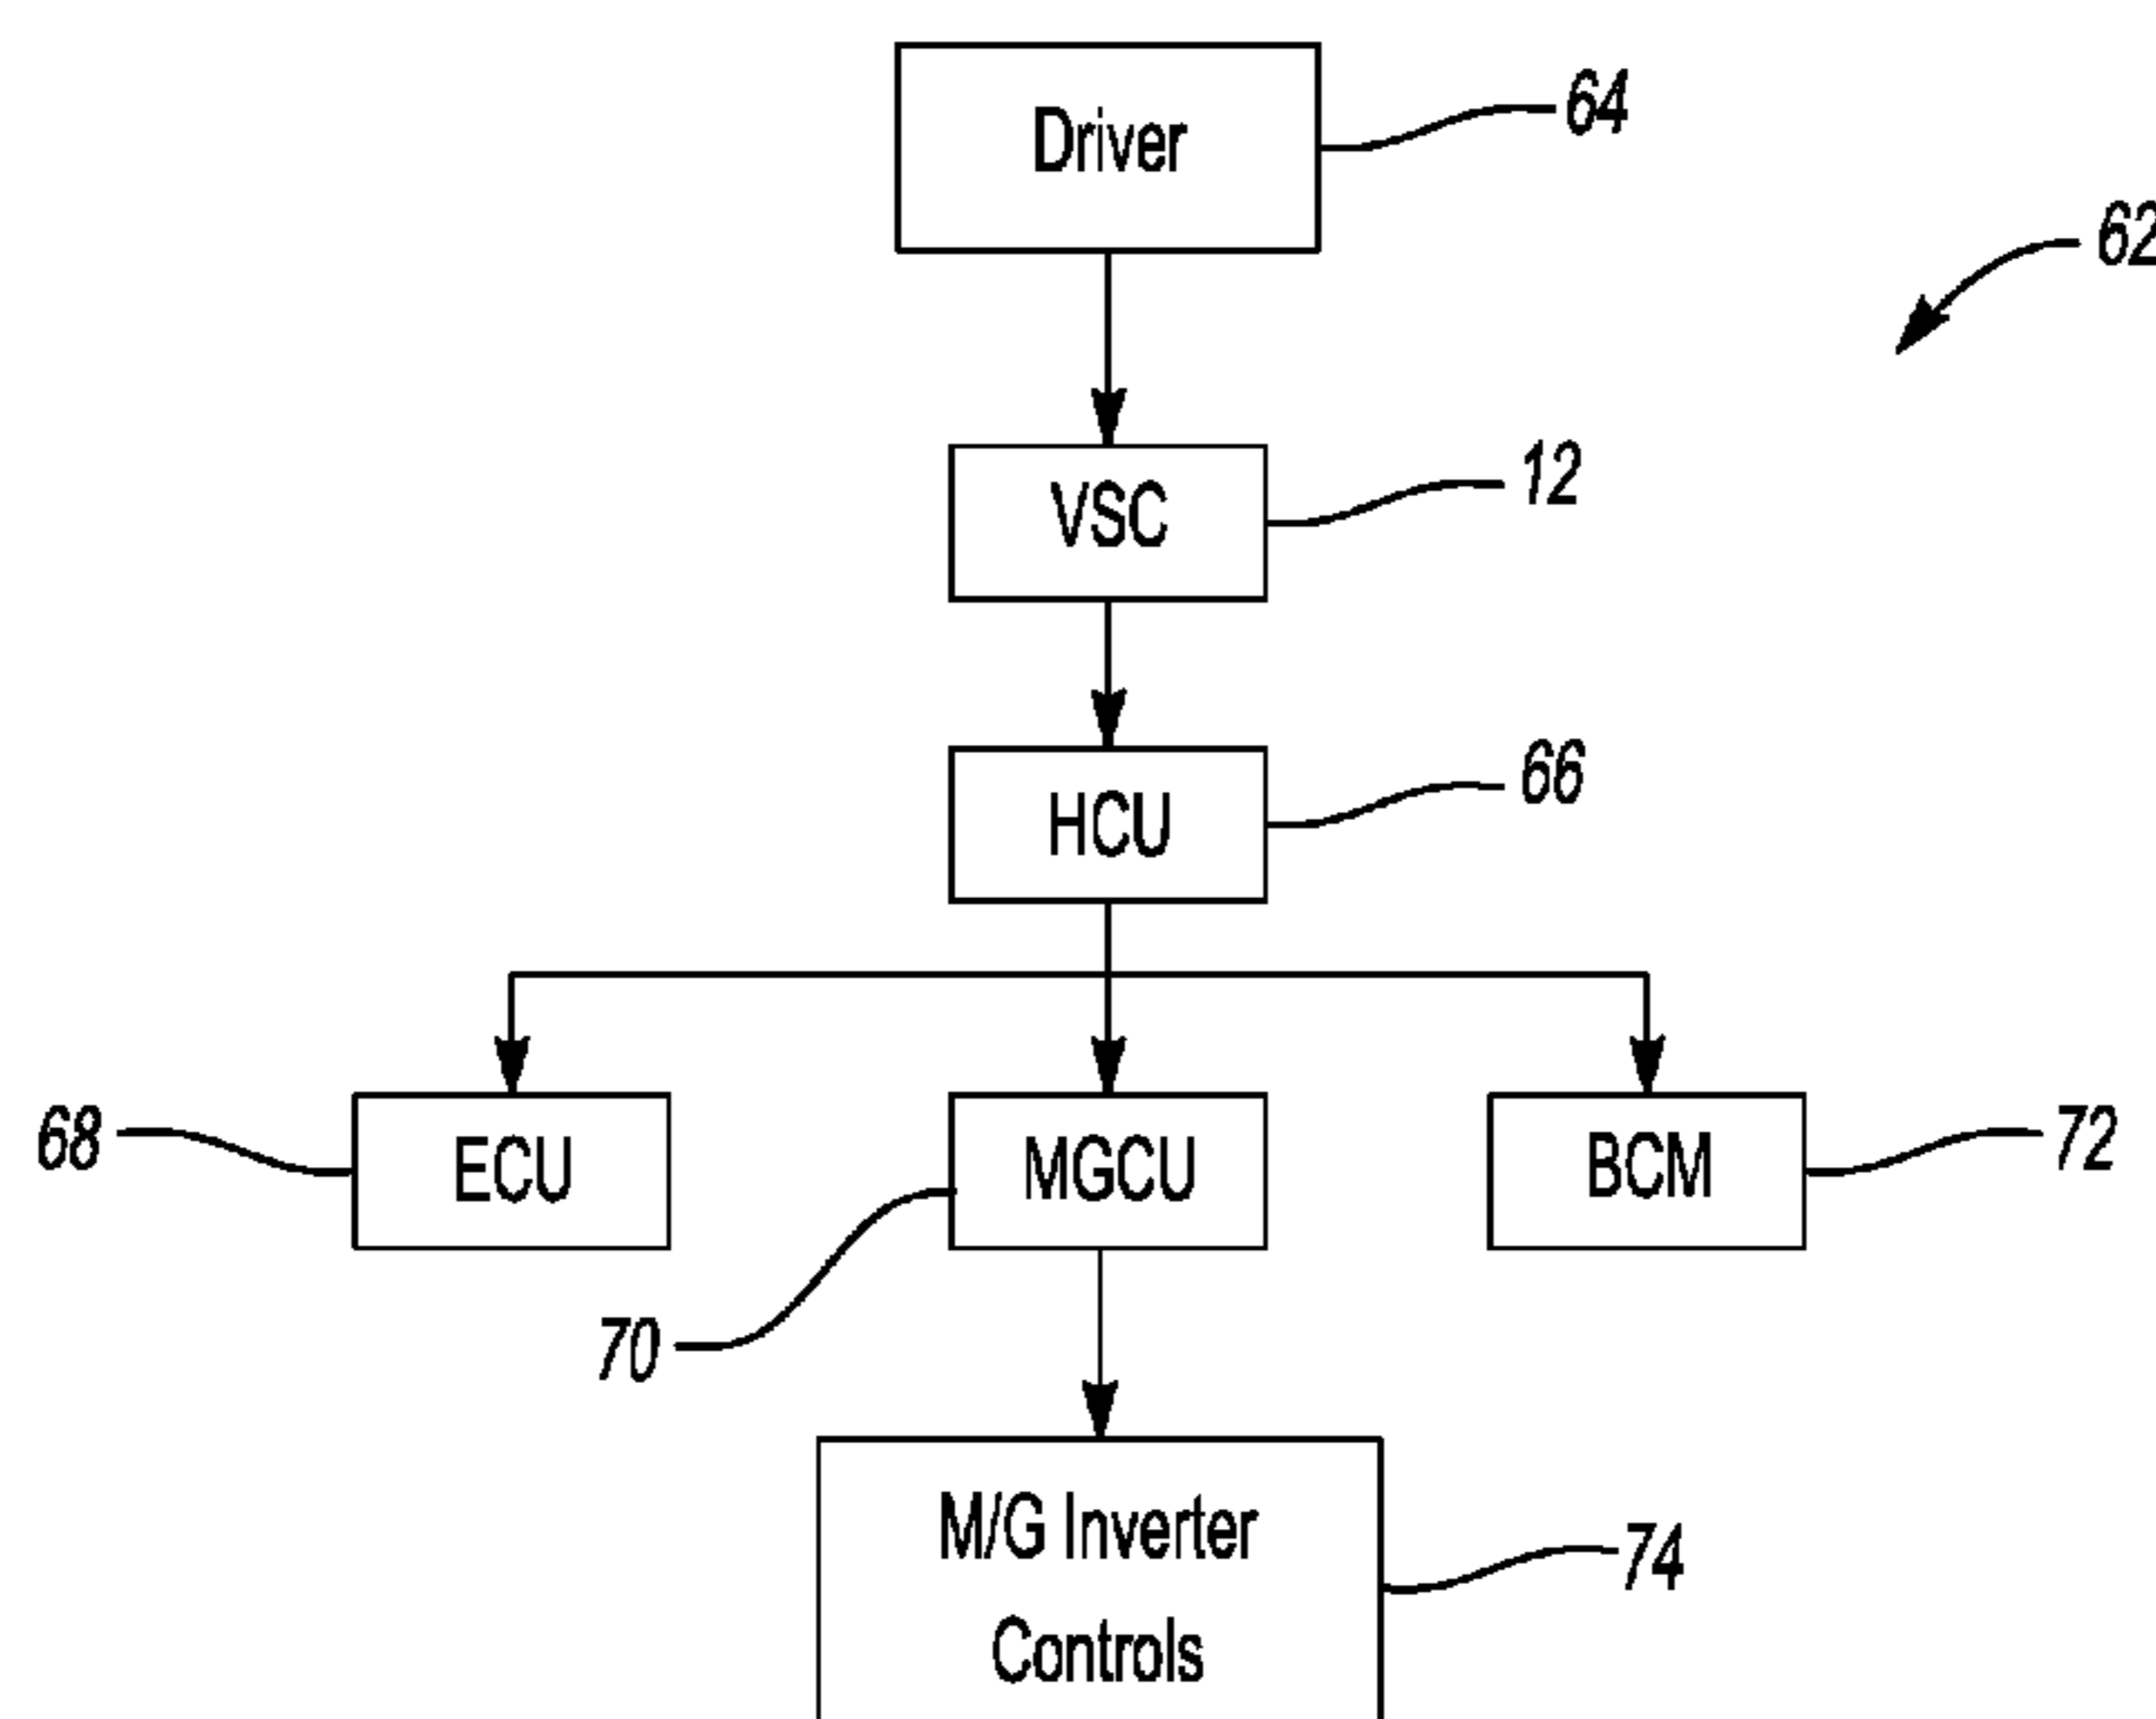 Driver
64
62
VSC
12
HCU
66
68
ECU
MGCU
BCM
72
70
M/G Inverter
Controls
74